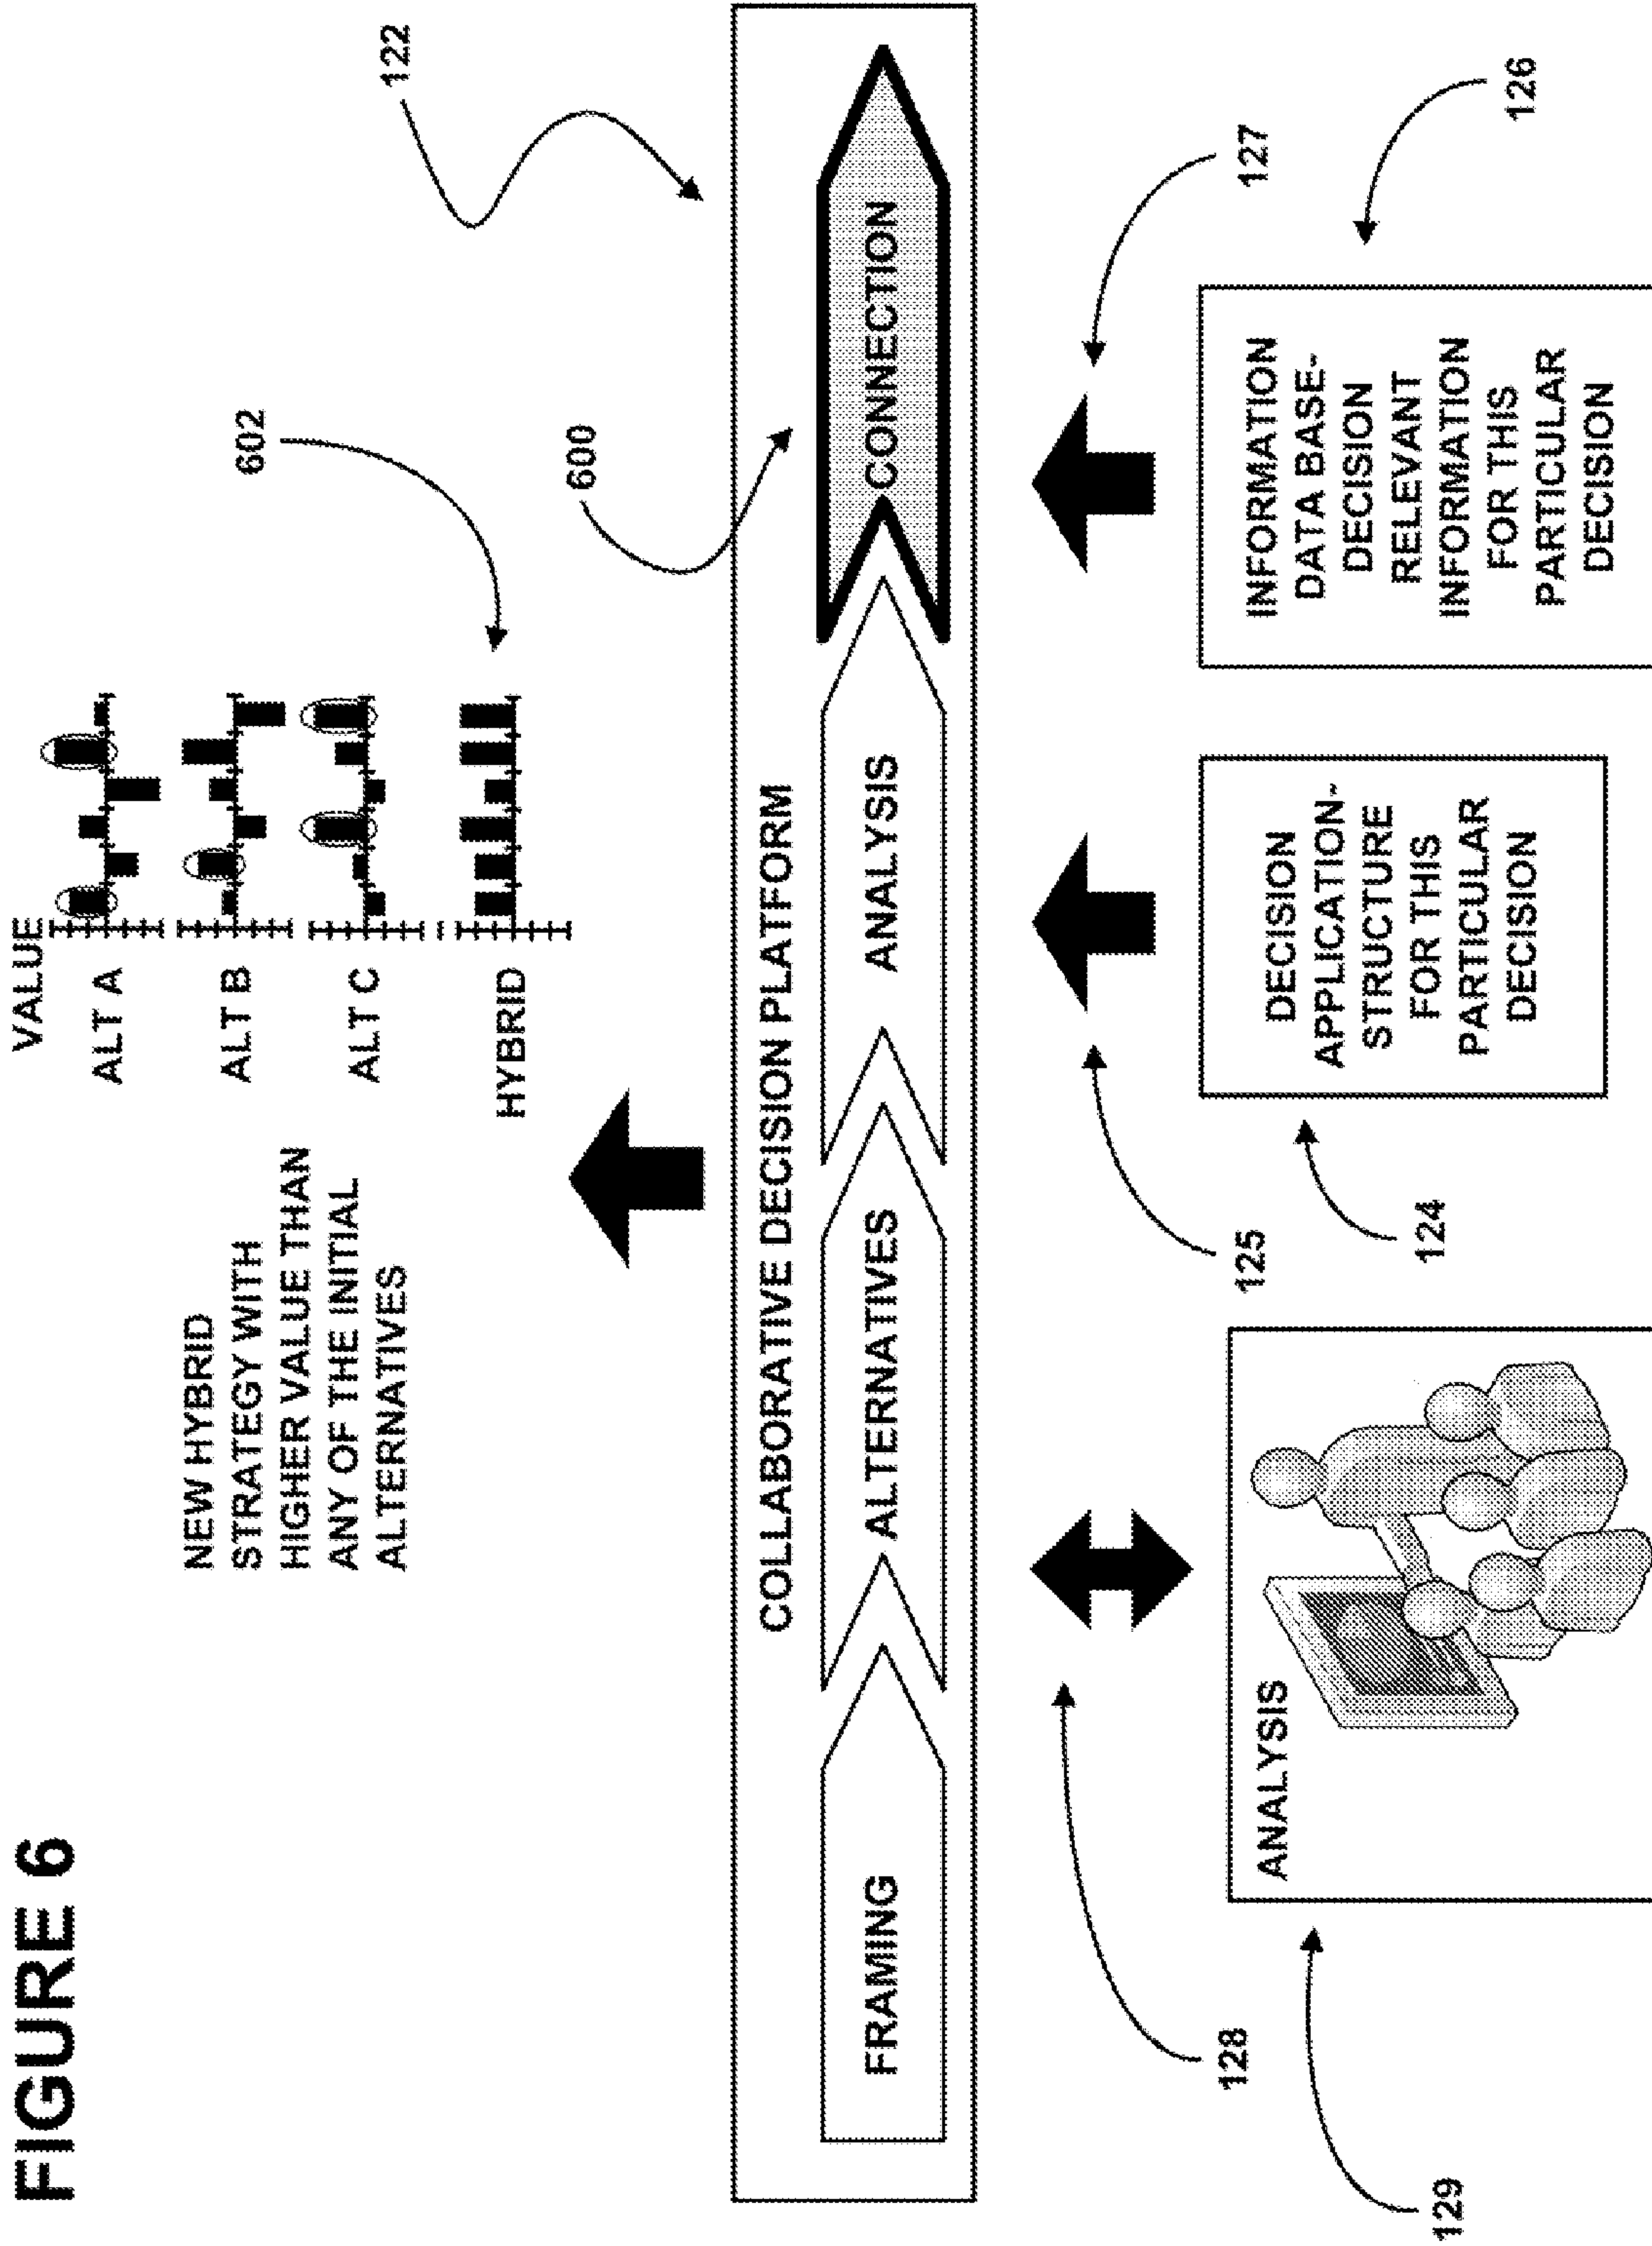 FIGURE 6
VALUE
ALT A
ALT B
ALT C
HYBRID
NEW HYBRID
STRATEGY WITH
HIGHER VALUE THAN
ANY OF THE INITIAL
ALTERNATIVES
602
122
600
COLLABORATIVE DECISION PLATFORM
FRAMING
ALTERNATIVES
ANALYSIS
CONNECTION
128
125
127
129
ANALYSIS
124
DECISION
APPLICATION-
STRUCTURE
FOR THIS
PARTICULAR
DECISION
126
INFORMATION
DATA BASE-
DECISION
RELEVANT
INFORMATION
FOR THIS
PARTICULAR
DECISION